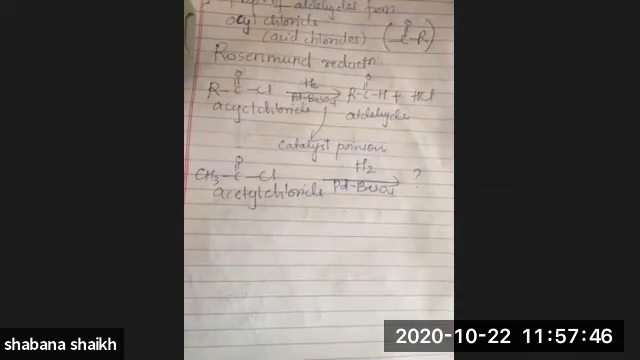 of aldehydes from
acyl chloride
(acid chlorides) ( O
-C-R )
Rosenmund reductn
O
R-C-Cl H2 Pd-BaSO4 O
R-C-H + HCl
acylchloride aldehyde
catalyst poison
O
CH3-C-Cl H2 Pd-BaSO4 ?
acetylchloride
shabana shaikh
2020-10-22 11:57:46